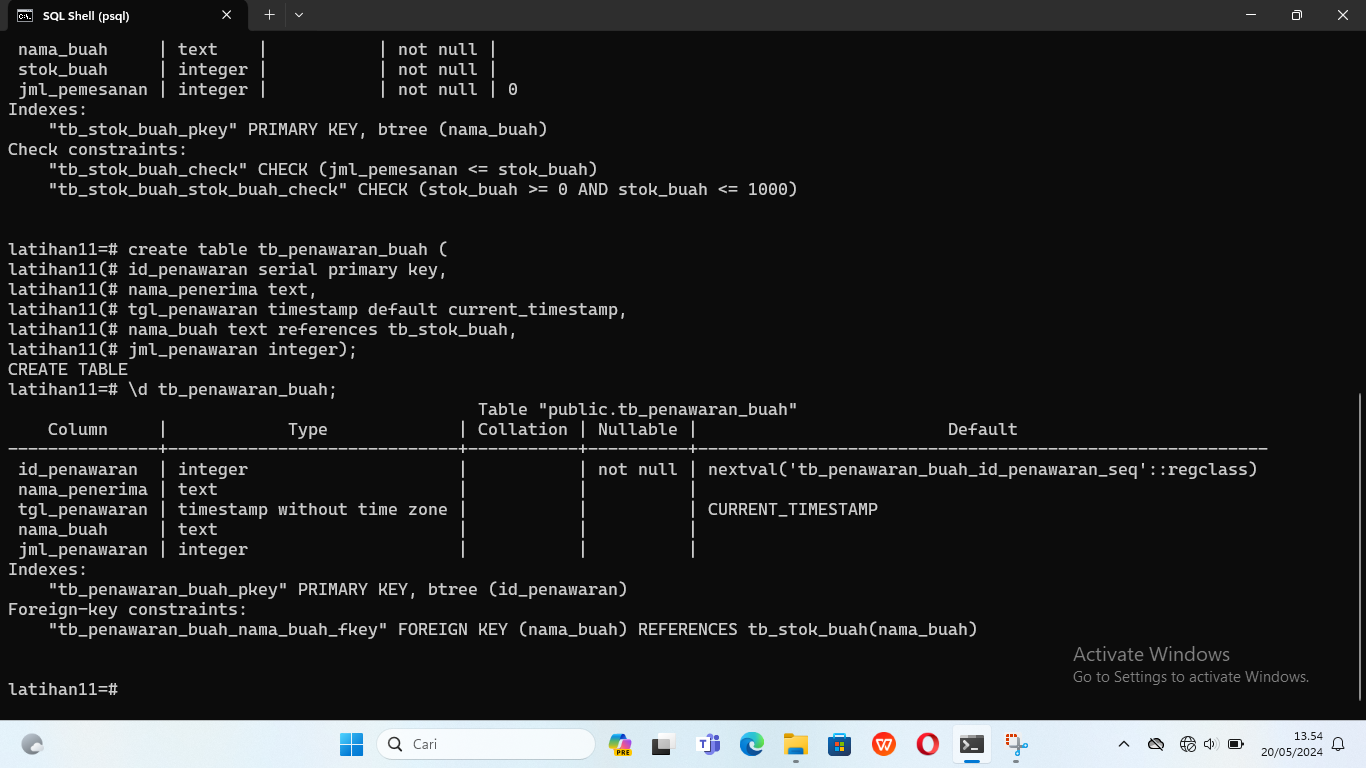 SQL Shell (psql)
nama_buah | text | | not null |
stok_buah | integer | | not null |
jml_pemesanan | integer | | not null | 0
Indexes:
"tb_stok_buah_pkey" PRIMARY KEY, btree (nama_buah)
Check constraints:
"tb_stok_buah_check" CHECK (jml_pemesanan <= stok_buah)
"tb_stok_buah_stok_buah_check" CHECK (stok_buah >= 0 AND stok_buah <= 1000)
latihan11=# create table tb_penawaran_buah (
latihan11(# id_penawaran serial primary key,
latihan11(# nama_penerima text,
latihan11(# tgl_penawaran timestamp default current_timestamp,
latihan11(# nama_buah text references tb_stok_buah,
latihan11(# jml_penawaran integer);
CREATE TABLE
latihan11=# \d tb_penawaran_buah;
Table "public.tb_penawaran_buah"
Column | Type | Collation | Nullable | Default
---------------+-----------------------------+-----------+----------+---------------------------------------------------------
id_penawaran | integer | | not null | nextval('tb_penawaran_buah_id_penawaran_seq'::regclass)
nama_penerima | text | | |
tgl_penawaran | timestamp without time zone | | | CURRENT_TIMESTAMP
nama_buah | text | | |
jml_penawaran | integer | | |
Indexes:
"tb_penawaran_buah_pkey" PRIMARY KEY, btree (id_penawaran)
Foreign-key constraints:
"tb_penawaran_buah_nama_buah_fkey" FOREIGN KEY (nama_buah) REFERENCES tb_stok_buah(nama_buah)
latihan11=#
Activate Windows
Go to Settings to activate Windows.
Cari
PRE
13.54
20/05/2024